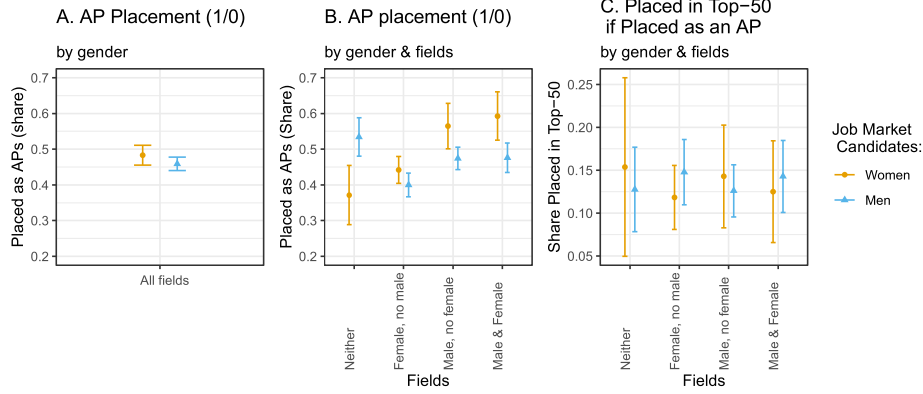 A. AP Placement (1/0)
by gender
Placed as APs (share)
0.7
0.6
0.5
0.4
0.3
0.2
All fields
B. AP placement (1/0)
by gender & fields
Placed as APs (Share)
0.7
0.6
0.5
0.4
0.3
0.2
Neither
Female, no male
Male, no female
Male & Female
Fields
C. Placed in Top−50
if Placed as an AP
by gender & fields
Share Placed in Top−50
0.25
0.20
0.15
0.10
0.05
Neither
Female, no male
Male, no female
Male & Female
Fields
Job Market
Candidates:
Women
Men